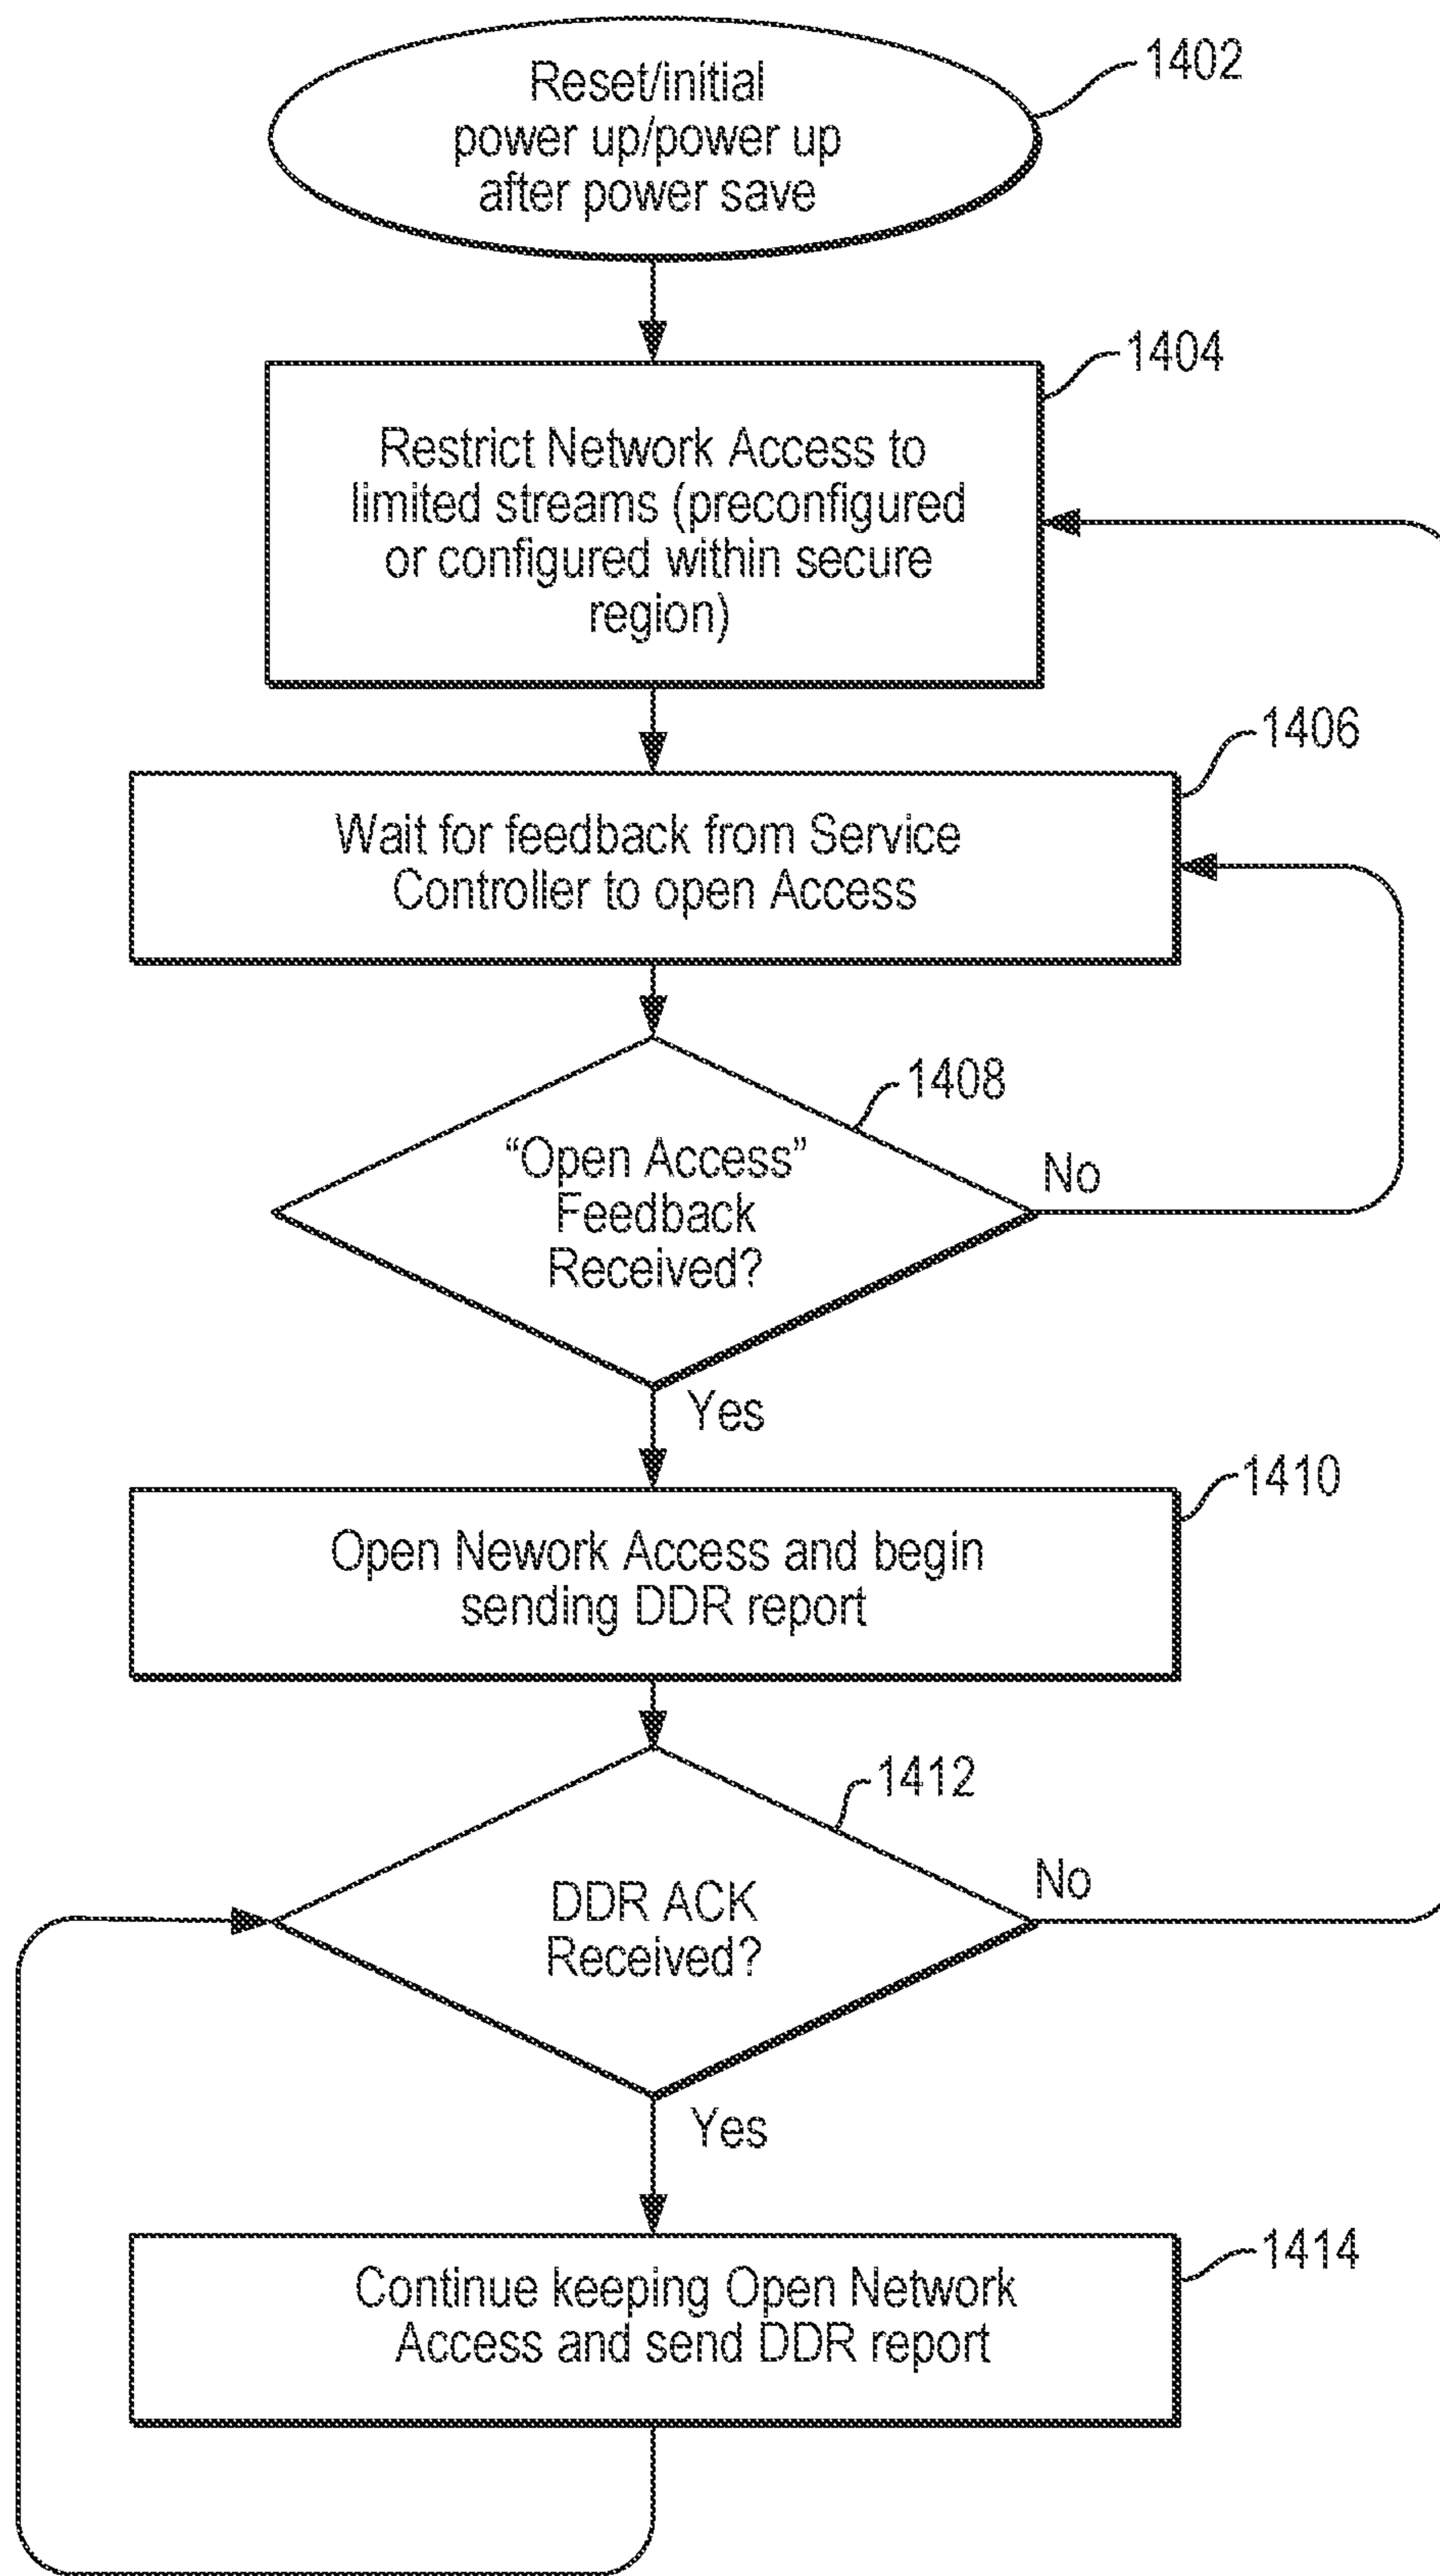 Reset/initial
power up/power up
after power save
1402
Restrict Network Access to
limited streams (preconfigured
or configured within secure
region)
1404
Wait for feedback from Service
Controller to open Access
1406
“Open Access”
Feedback
Received?
1408
No
Yes
Open Nework Access and begin
sending DDR report
1410
DDR ACK
Received?
1412
No
Yes
Continue keeping Open Network
Access and send DDR report
1414